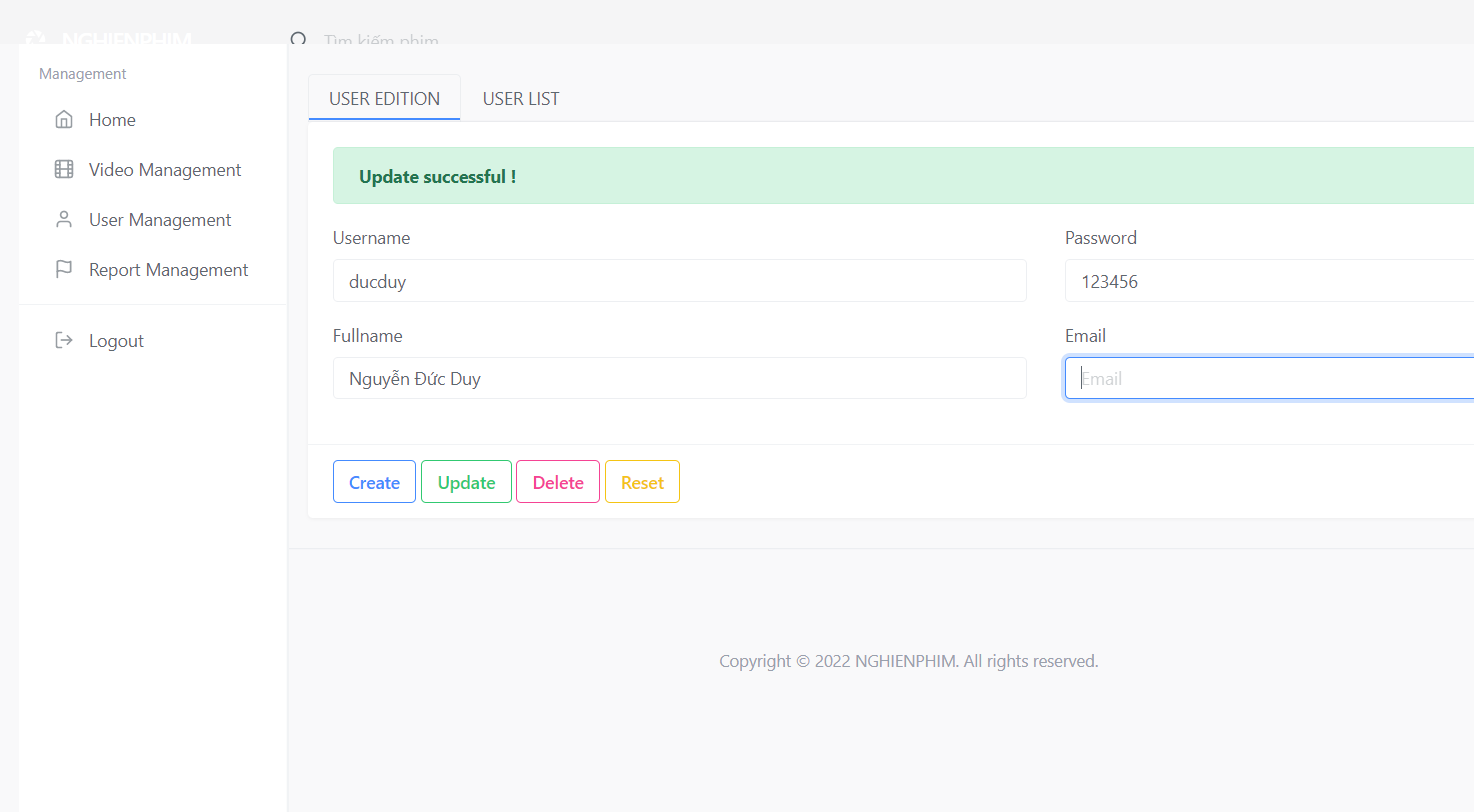 NGHIENPHIM
Tìm kiếm phim
Management
Home
Video Management
User Management
Report Management
Logout
USER EDITION
USER LIST
Update successful !
Username
Password
ducduy
123456
Fullname
Email
Nguyễn Đức Duy
Email
Create
Update
Delete
Reset
Copyright © 2022 NGHIENPHIM. All rights reserved.